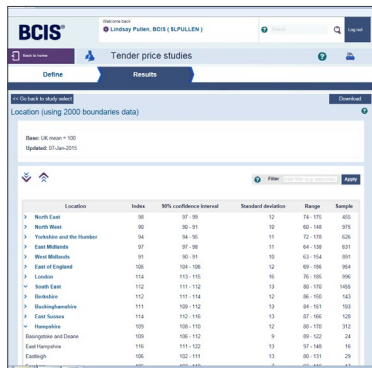 BCIS®
Welcome back
Lindsay Pullen, BCIS ( SLPULLEN )
Search
Log out
Back to home
Tender price studies
Define
Results
<< Go back to study select
Download
Location (using 2000 boundaries data)
Base: UK mean = 100
Updated: 07-Jan-2015
Filter
Apply
Location Index 90% confidence interval Standard deviation Range Sample
North East 98 97 - 99 12 74 - 175 455
North West 90 90 - 91 10 60 - 148 975
Yorkshire and the Humber 94 94 - 95 11 72 - 178 626
East Midlands 97 97 - 98 11 64 - 138 631
West Midlands 91 90 - 91 10 63 - 154 891
East of England 105 104 - 106 12 69 - 196 954
London 114 113 - 115 16 76 - 185 996
South East 112 111 - 112 13 80 - 170 1455
Berkshire 112 111 - 114 12 86 - 150 143
Buckinghamshire 111 109 - 112 13 84 - 161 193
East Sussex 114 112 - 116 13 87 - 166 128
Hampshire 109 108 - 110 12 80 - 170 312
Basingstoke and Deane 109 106 - 112 9 89 - 122 24
East Hampshire 116 111 - 122 13 97 - 148 16
Eastleigh 106 102 - 111 13 80 - 131 29